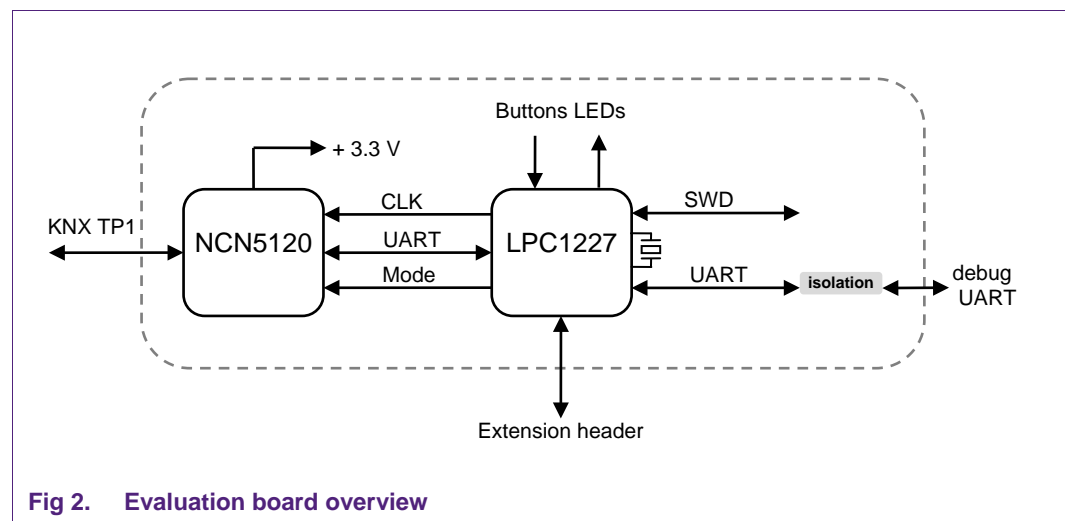 Buttons LEDs
+ 3.3 V
KNX TP1
NCN5120
CLK
UART
Mode
LPC1227
SWD
UART
isolation
debug
UART
Extension header
Fig 2. Evaluation board overview